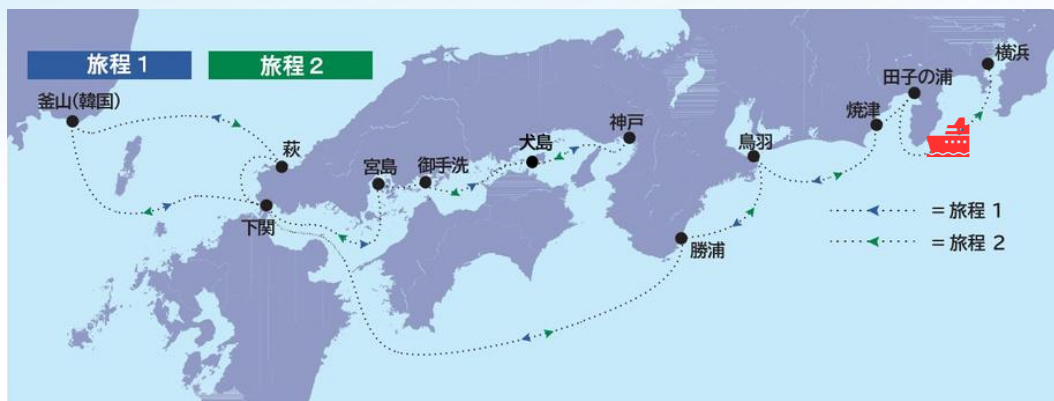 旅程 1
旅程 2
横浜
田子の浦
焼津
鳥羽
神戸
犬島
御手洗
宮島
萩
釜山(韓国)
下関
勝浦
= 旅程 1
= 旅程 2